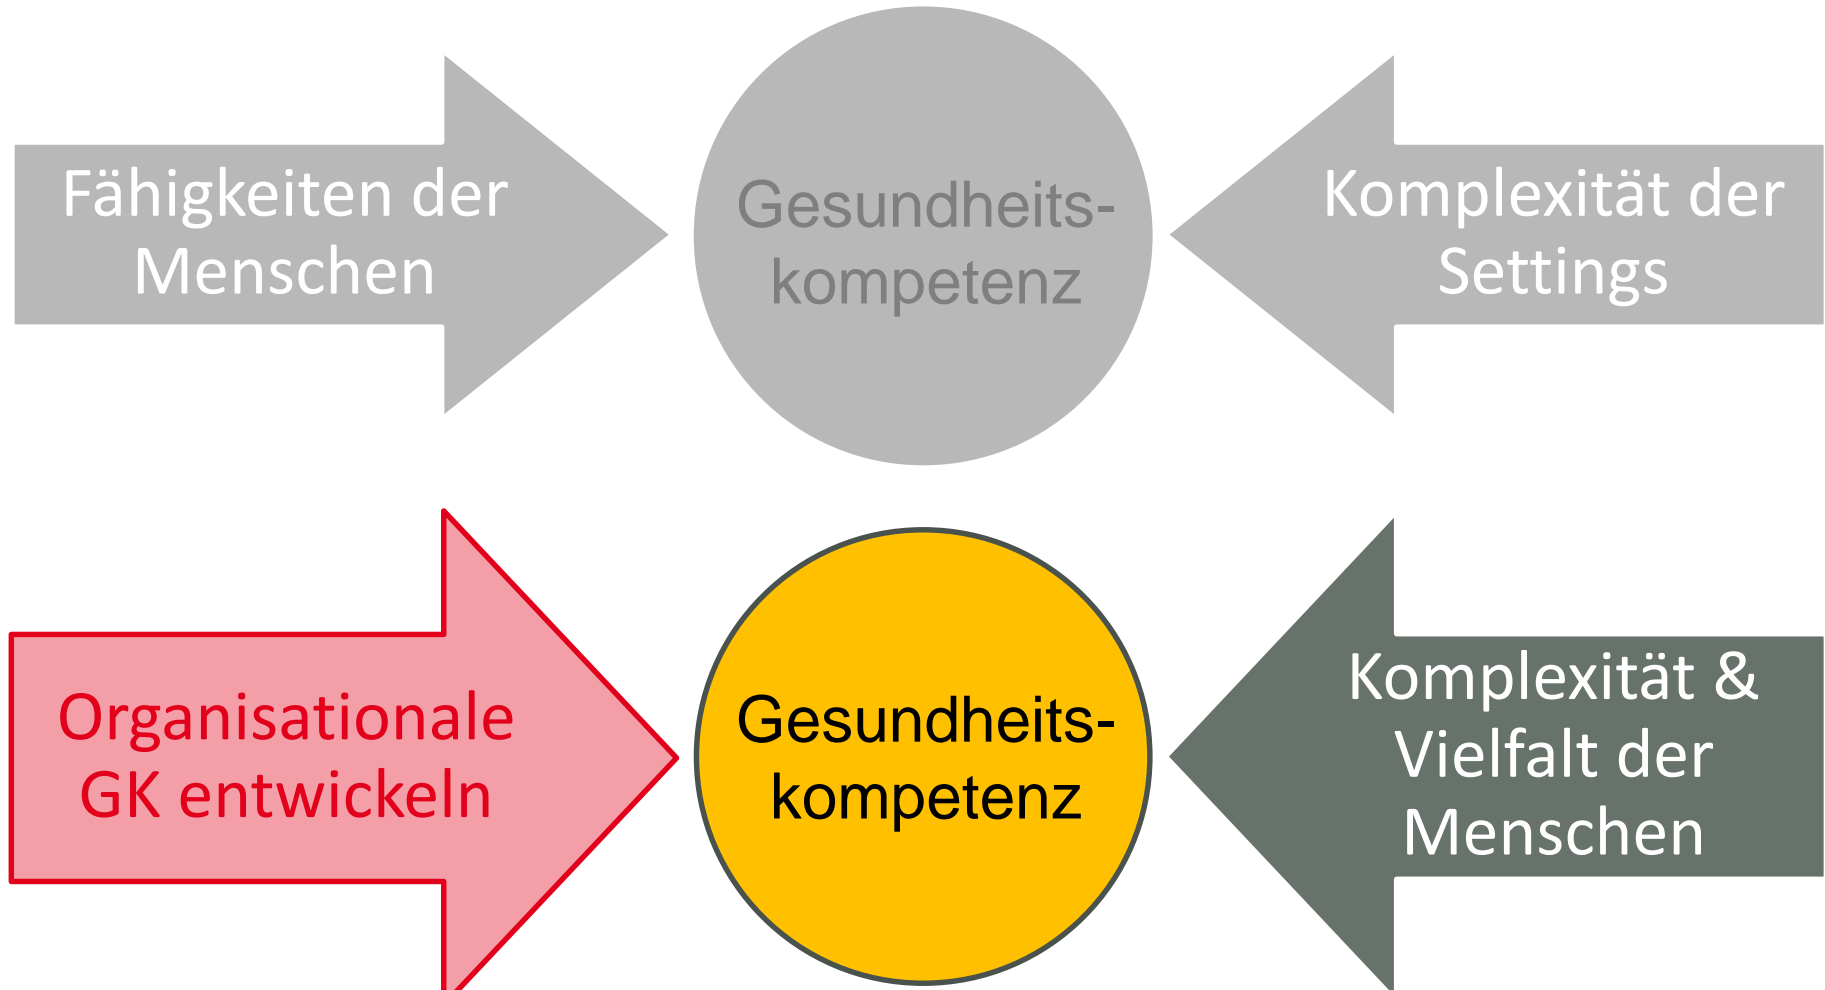 Fähigkeiten der
Menschen
Gesundheits-
kompetenz
Komplexität der
Settings
Organisationale
GK entwickeln
Gesundheits-
kompetenz
Komplexität &
Vielfalt der
Menschen